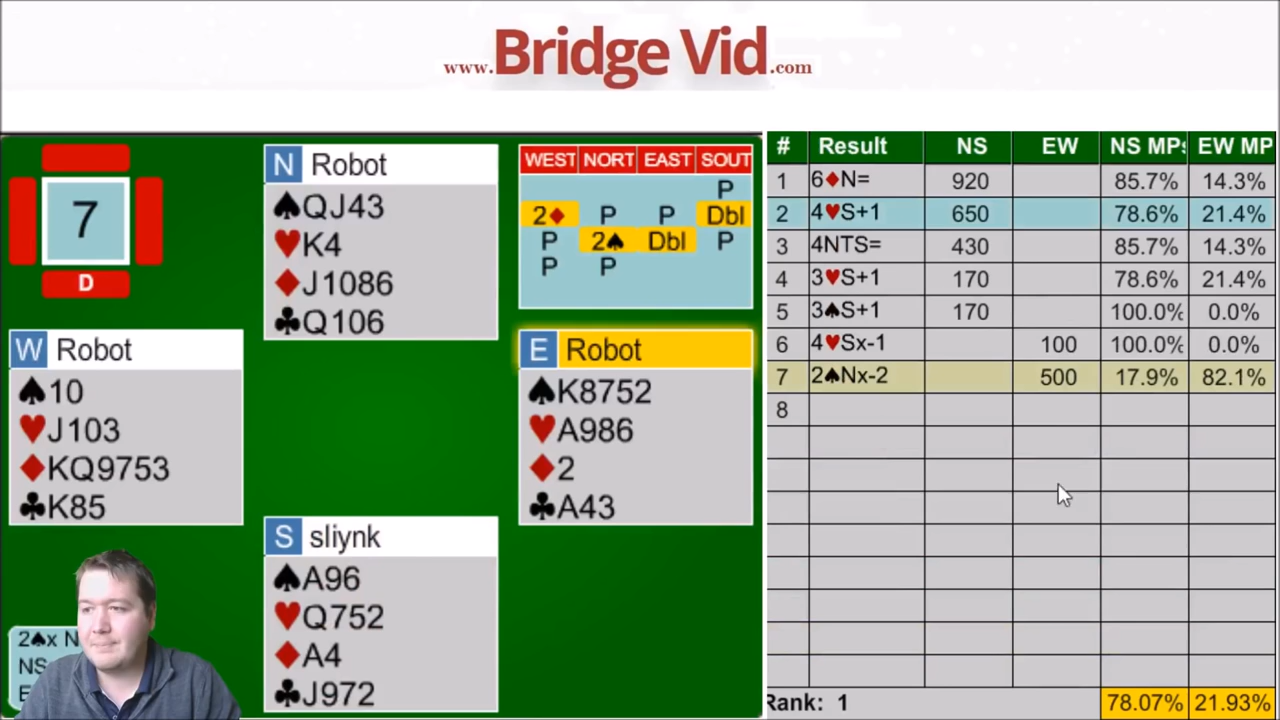 www.Bridge Vid.com
7
D
N Robot
♠QJ43
♥K4
♦J1086
♣Q106
WEST NORT EAST SOUT
P
2♦ P P Dbl
P 2♠ Dbl P
P P
W Robot
♠10
♥J103
♦KQ9753
♣K85
E Robot
♠K8752
♥A986
♦2
♣A43
S sliynk
♠A96
♥Q752
♦A4
♣J972
2♠x N
NS
E
# Result NS EW NS MPs EW MP
1 6♦N= 920 85.7% 14.3%
2 4♥S+1 650 78.6% 21.4%
3 4NTS= 430 85.7% 14.3%
4 3♥S+1 170 78.6% 21.4%
5 3♠S+1 170 100.0% 0.0%
6 4♥Sx-1 100 100.0% 0.0%
7 2♠Nx-2 500 17.9% 82.1%
8
Rank: 1 78.07% 21.93%